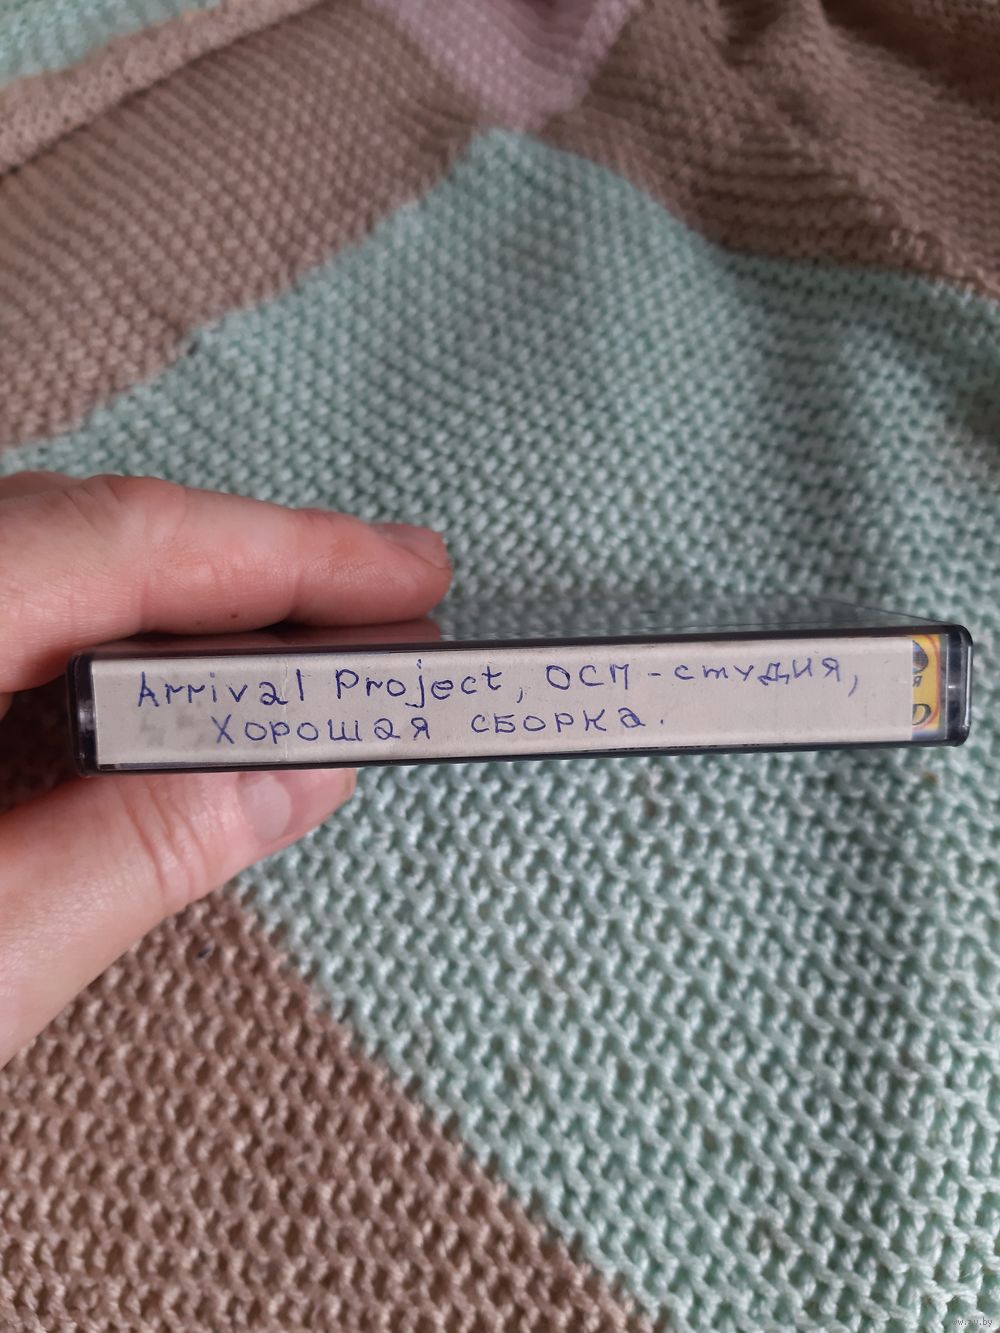 Arrival Project, ОСП-студия,
Хорошая сборка.
Я